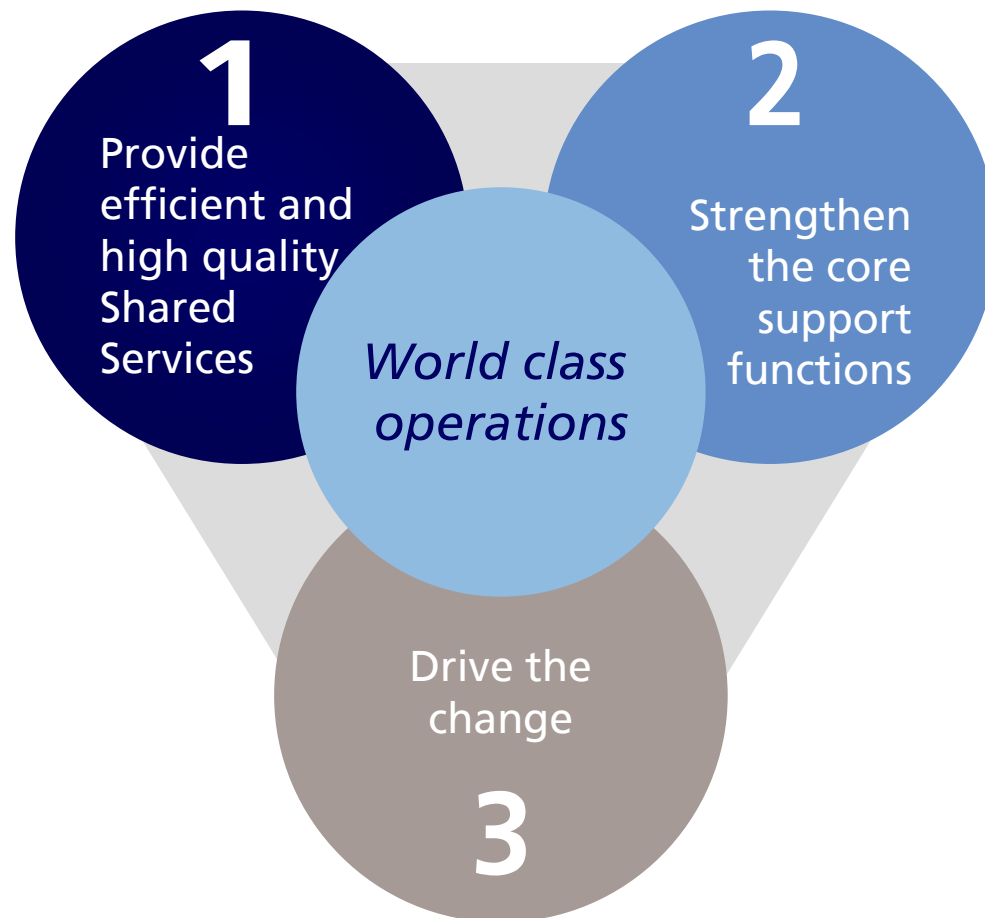 1
Provide
efficient and
high quality
Shared
Services
2
Strengthen
the core
support
functions
World class
operations
Drive the
change
3